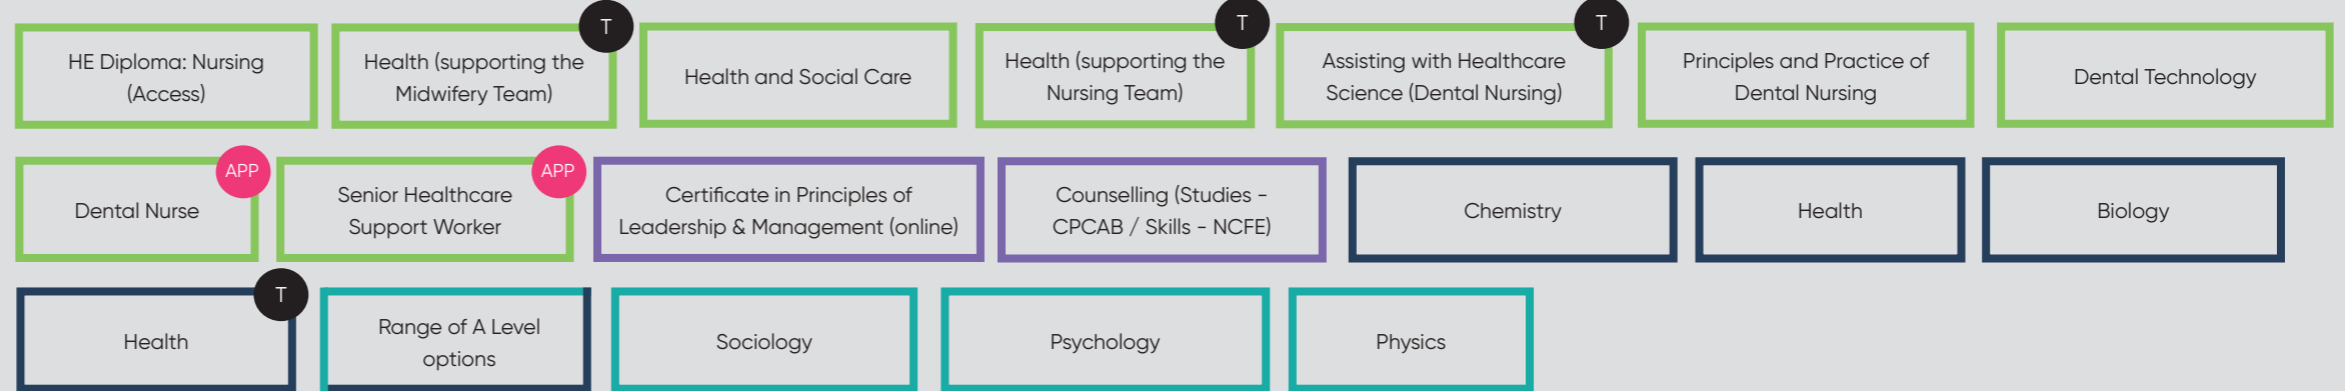 T
T
T
HE Diploma: Nursing
(Access)
Health (supporting the
Midwifery Team)
Health and Social Care
Health (supporting the
Nursing Team)
Assisting with Healthcare
Science (Dental Nursing)
Principles and Practice of
Dental Nursing
Dental Technology
APP
APP
Dental Nurse
Senior Healthcare
Support Worker
Certificate in Principles of
Leadership & Management (online)
Counselling (Studies -
CPCAB / Skills - NCFE)
Chemistry
Health
Biology
T
Health
Range of A Level
options
Sociology
Psychology
Physics